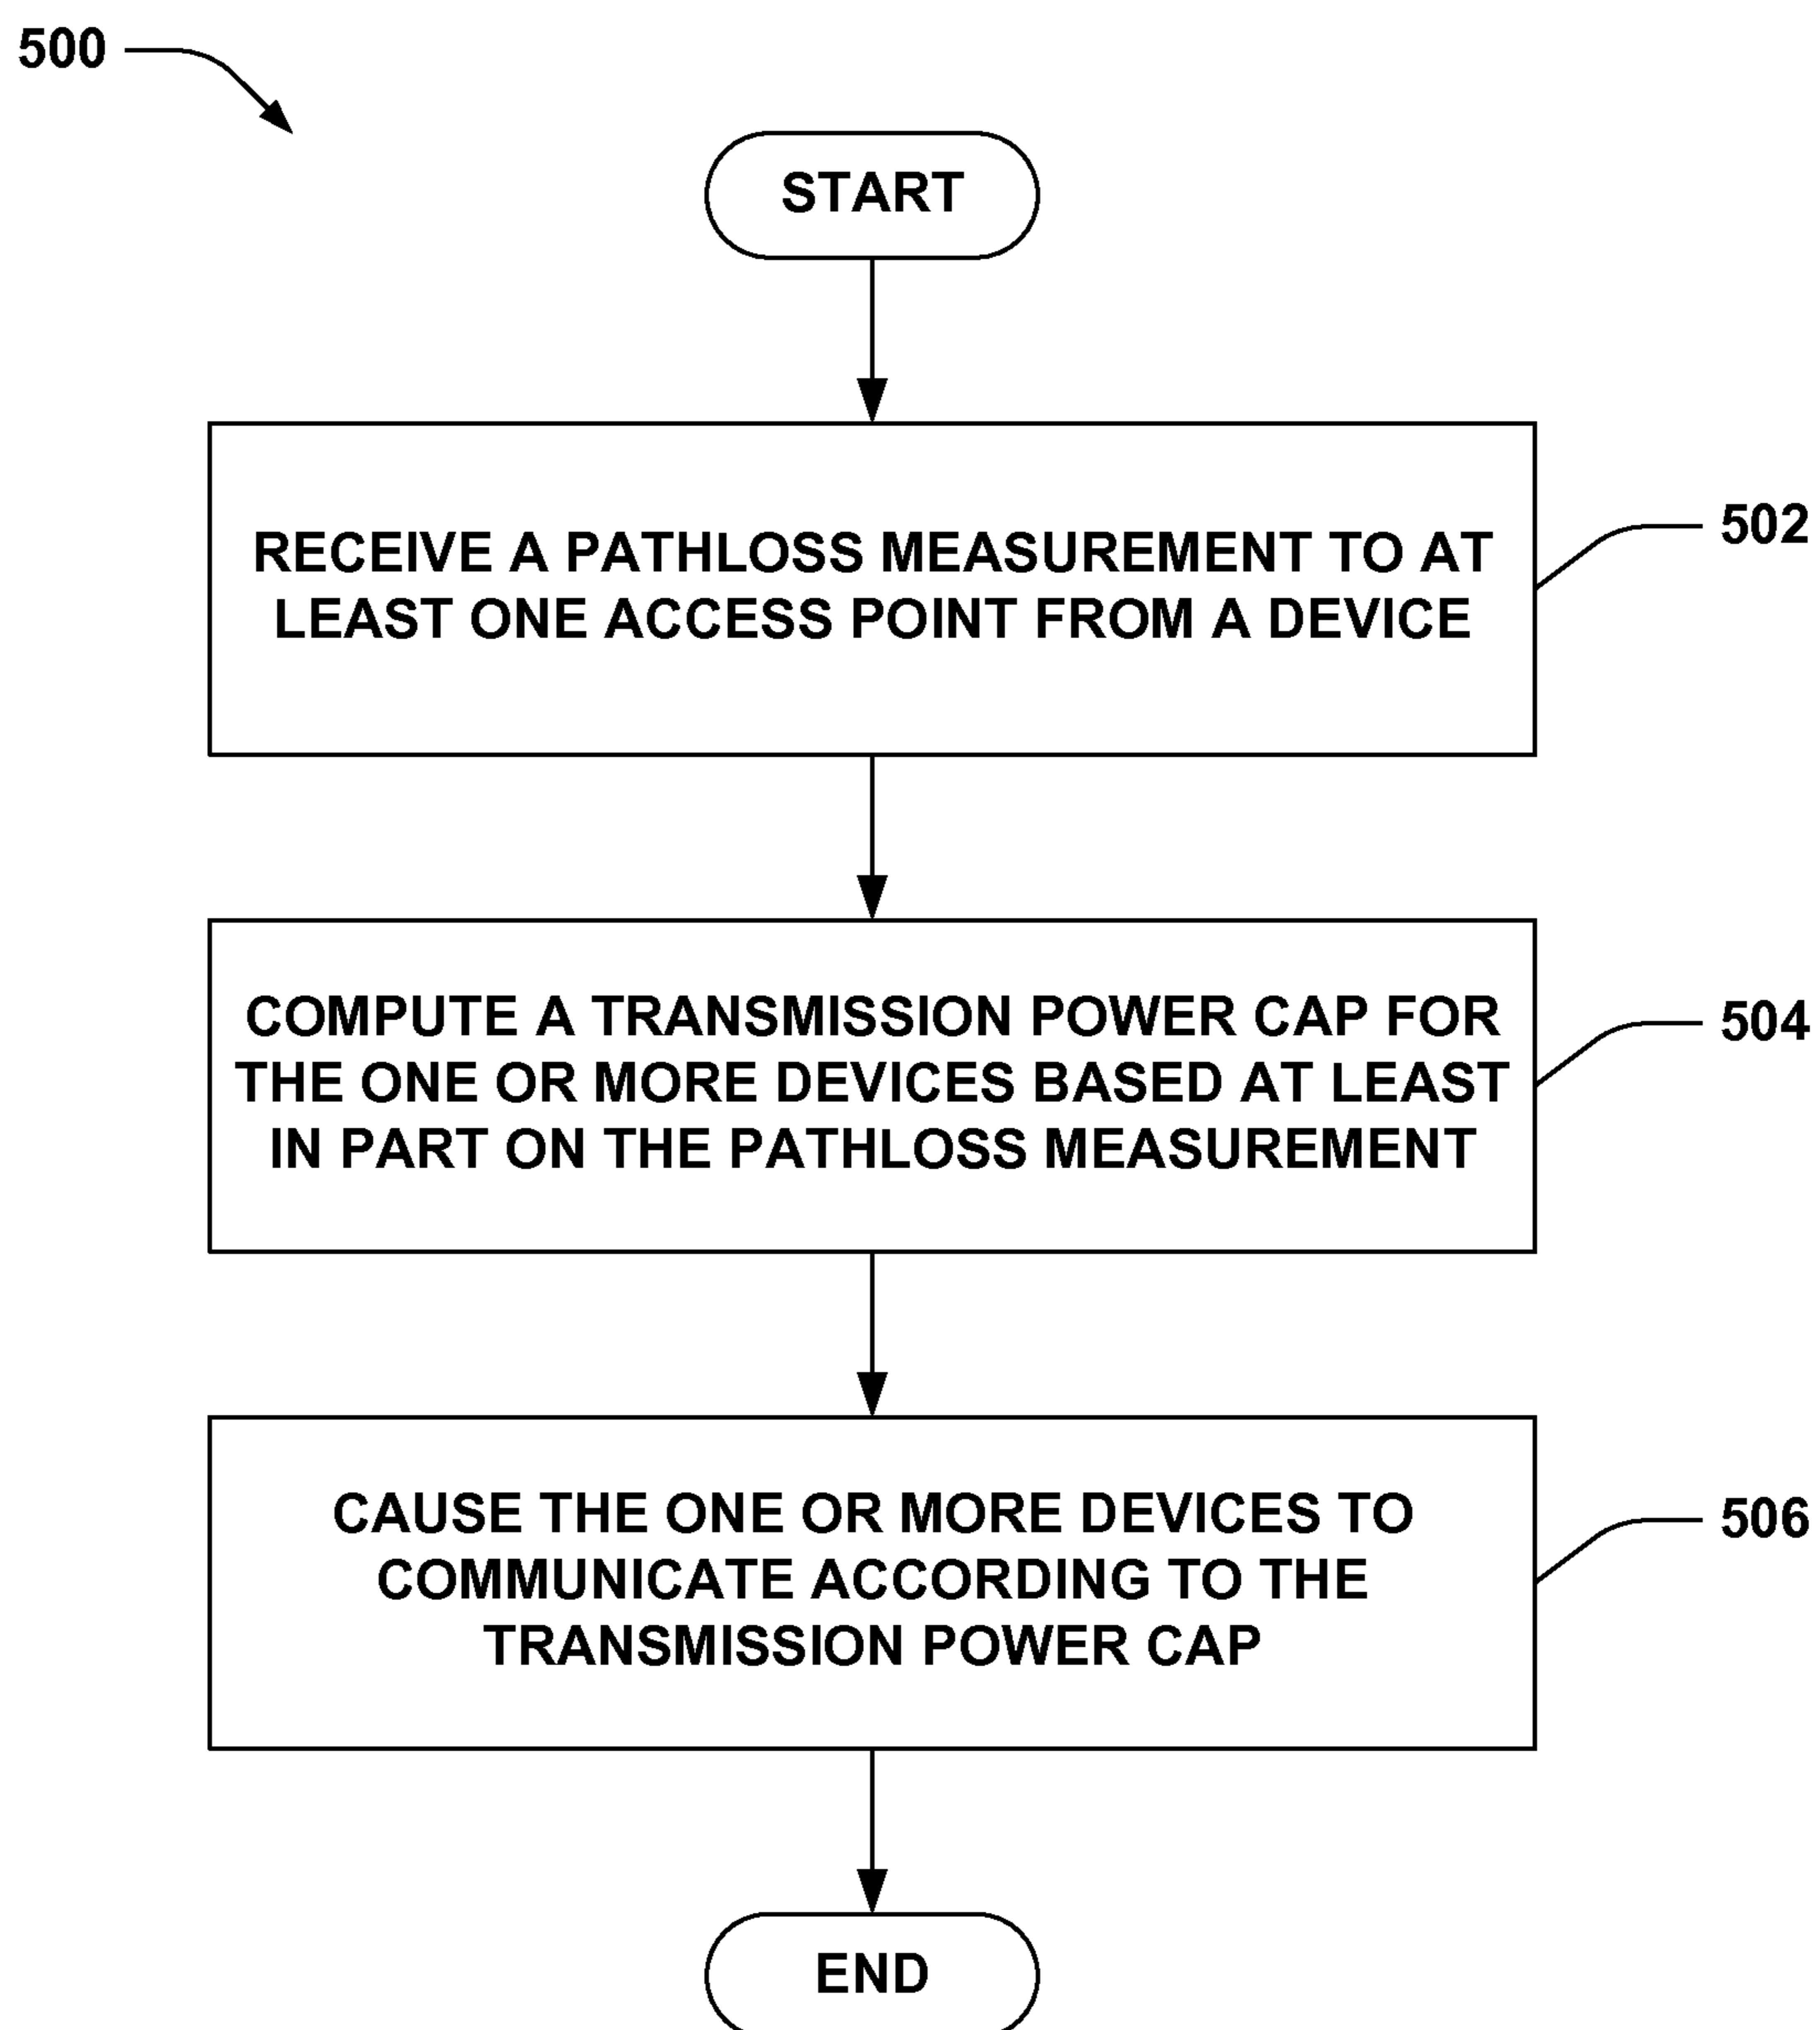 500
START
RECEIVE A PATHLOSS MEASUREMENT TO AT
LEAST ONE ACCESS POINT FROM A DEVICE
502
COMPUTE A TRANSMISSION POWER CAP FOR
THE ONE OR MORE DEVICES BASED AT LEAST
IN PART ON THE PATHLOSS MEASUREMENT
504
CAUSE THE ONE OR MORE DEVICES TO
COMMUNICATE ACCORDING TO THE
TRANSMISSION POWER CAP
506
END